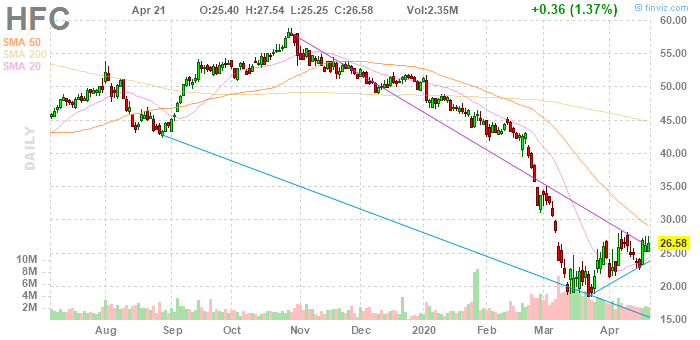 © finviz.com
HFC Apr 21 O:25.40 H:27.54 L:25.25 C:26.58 Vol:2.35M +0.36 (1.37%)
SMA 50
SMA 200
SMA 20
DAILY
60.00
55.00
50.00
45.00
40.00
35.00
30.00
26.58
25.00
20.00
15.00
10M
8M
6M
4M
2M
Aug Sep Oct Nov Dec 2020 Feb Mar Apr